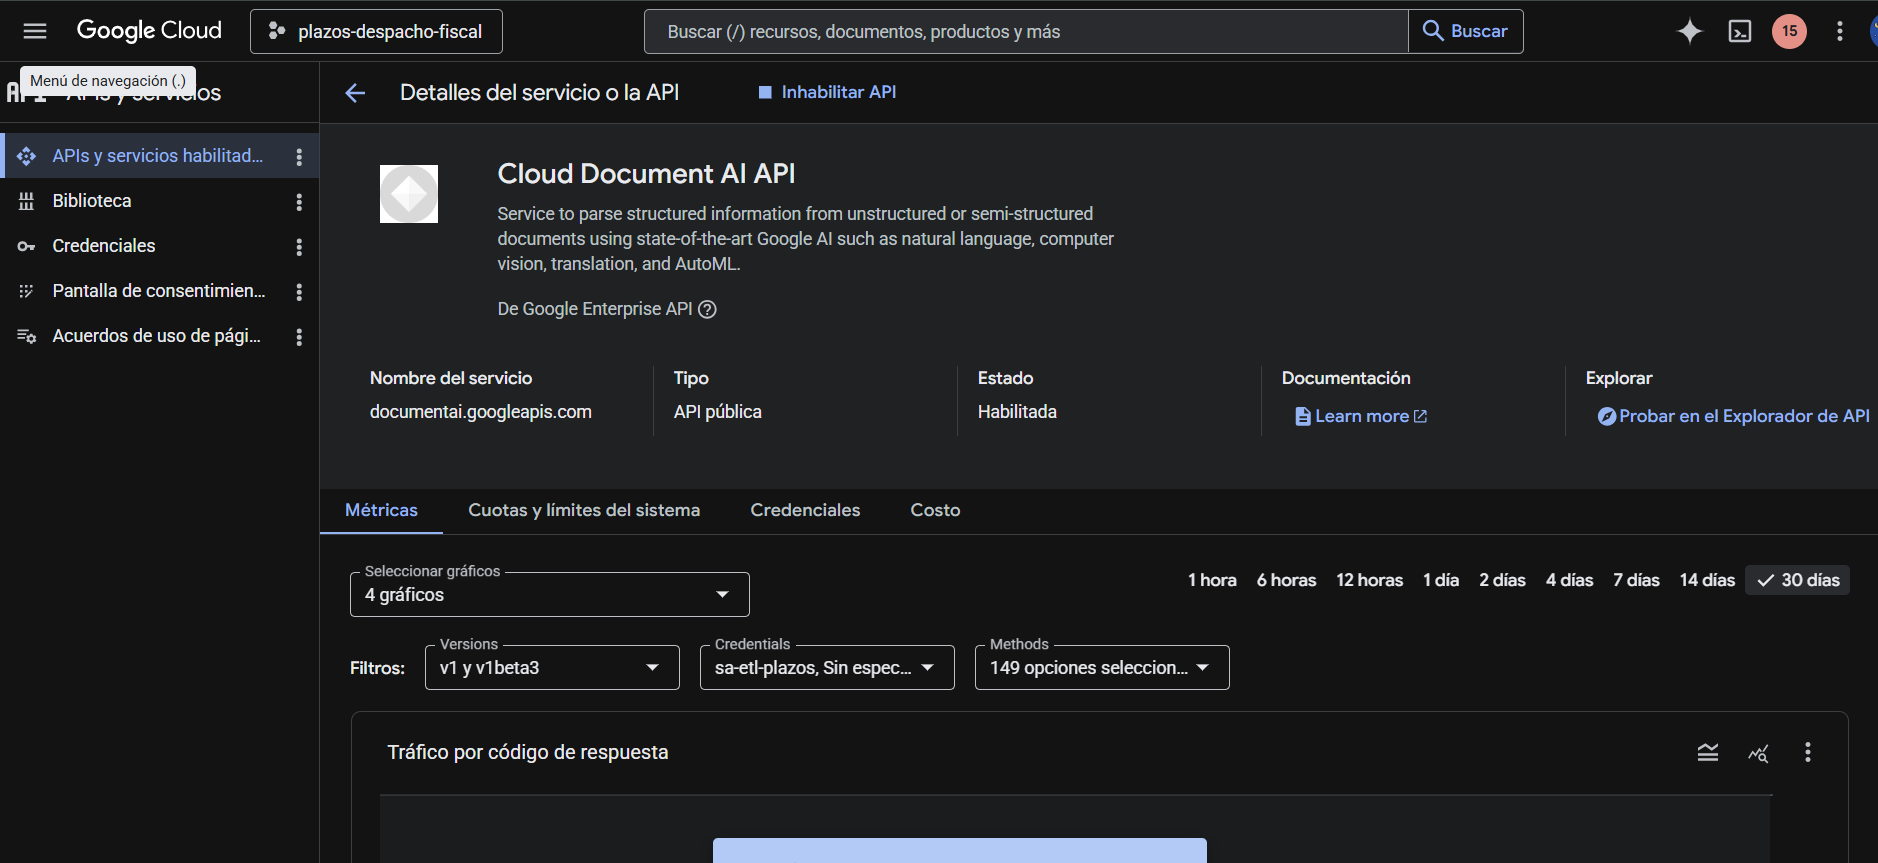 Google Cloud
plazos-despacho-fiscal
Buscar (/) recursos, documentos, productos y más
Buscar
15
Menú de navegación (.)
APIs y servicios
Detalles del servicio o la API
Inhabilitar API
APIs y servicios habilitad...
Biblioteca
Credenciales
Pantalla de consentimien...
Acuerdos de uso de pági...
Cloud Document AI API
Service to parse structured information from unstructured or semi-structured
documents using state-of-the-art Google AI such as natural language, computer
vision, translation, and AutoML.
De Google Enterprise API
Nombre del servicio
documentai.googleapis.com
Tipo
API pública
Estado
Habilitada
Documentación
Learn more
Explorar
Probar en el Explorador de API
Métricas
Cuotas y límites del sistema
Credenciales
Costo
Seleccionar gráficos
4 gráficos
1 hora
6 horas
12 horas
1 día
2 días
4 días
7 días
14 días
30 días
Filtros:
Versions
v1 y v1beta3
Credentials
sa-etl-plazos, Sin espec...
Methods
149 opciones seleccion...
Tráfico por código de respuesta